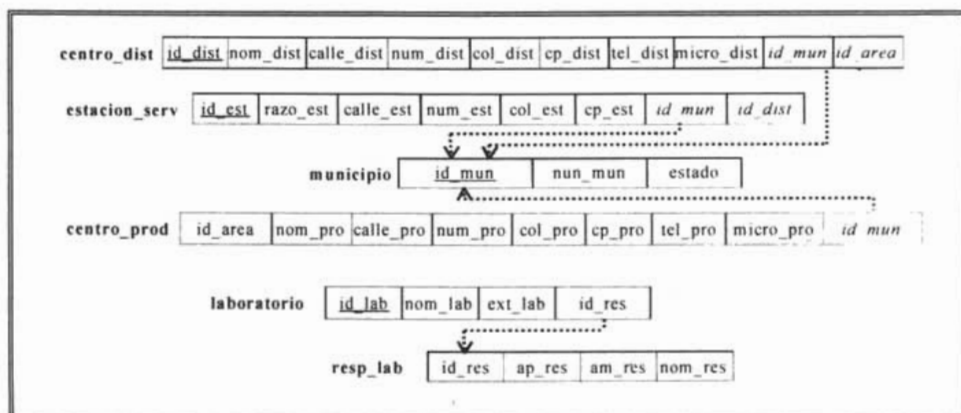 centro_dist id_dist nom_dist calle_dist num_dist col_dist cp_dist tel_dist micro_dist id_mun id_area
estacion_serv id_est razo_est calle_est num_est col_est cp_est id_mun id_dist
municipio id_mun nun_mun estado
centro_prod id_area nom_pro calle_pro num_pro col_pro cp_pro tel_pro micro_pro id_mun
laboratorio id_lab nom_lab ext_lab id_res
resp_lab id_res ap_res am_res nom_res